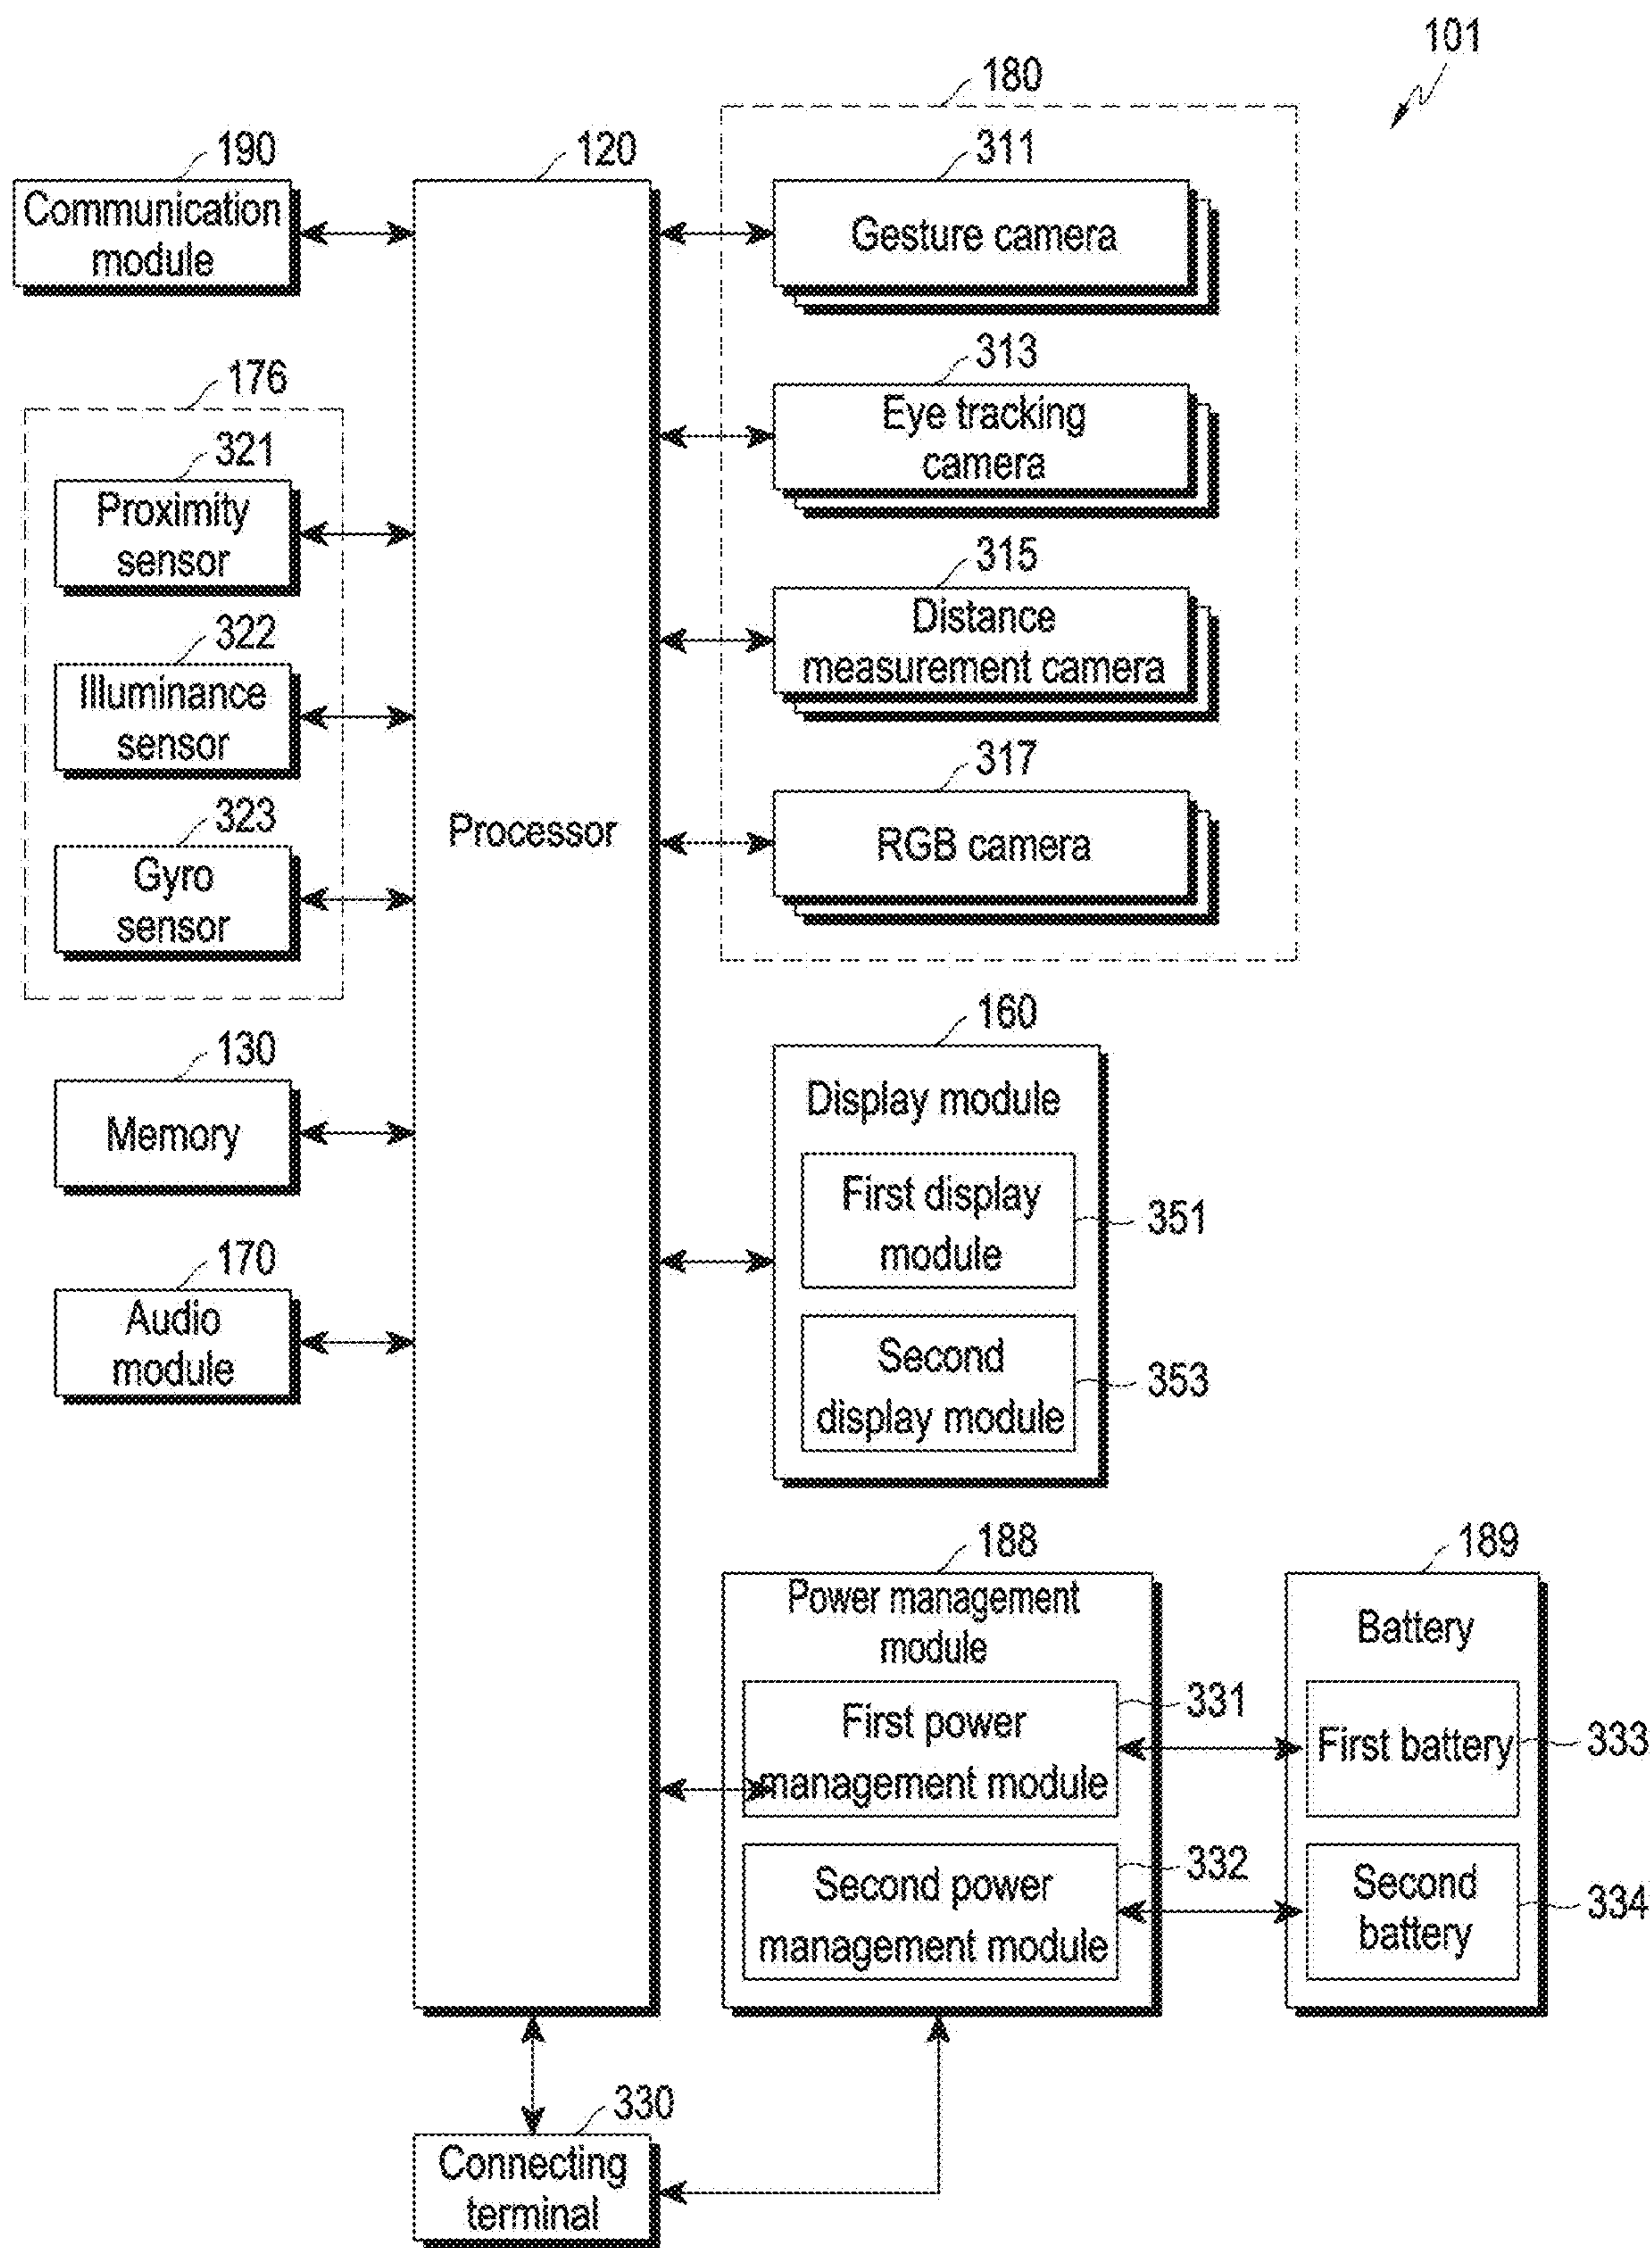 101
180
190
120
311
Communication
module
Gesture camera
313
Eye tracking
camera
176
321
Proximity
sensor
315
Distance
measurement camera
322
Illuminance
sensor
317
RGB camera
323
Gyro
sensor
Processor
160
Display module
130
Memory
First display
module
351
170
Audio
module
Second
display module
353
188
Power management
module
189
Battery
First power
management module
331
First battery
333
Second power
management module
332
Second
battery
334
330
Connecting
terminal